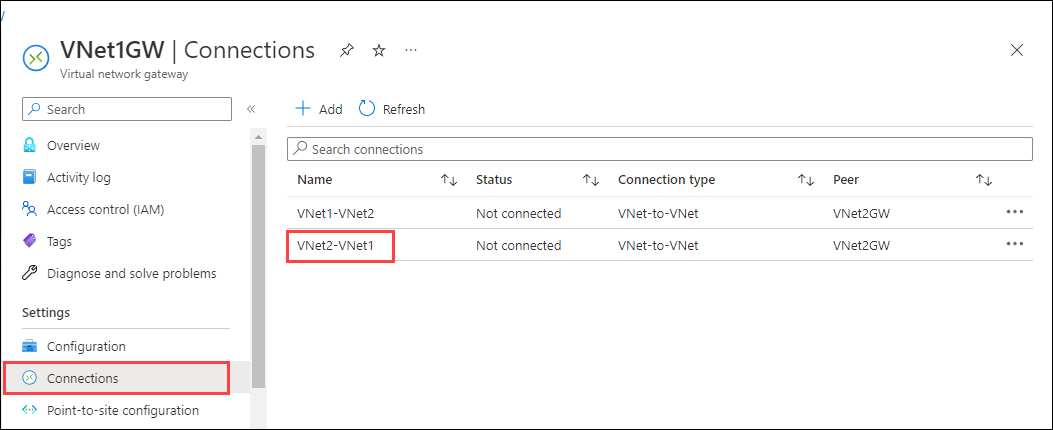 VNet1GW | Connections
Virtual network gateway
Search
Overview
Activity log
Access control (IAM)
Tags
Diagnose and solve problems
Settings
Configuration
Connections
Point-to-site configuration
Add Refresh
Search connections
Name Status Connection type Peer
VNet1-VNet2 Not connected VNet-to-VNet VNet2GW
VNet2-VNet1 Not connected VNet-to-VNet VNet2GW